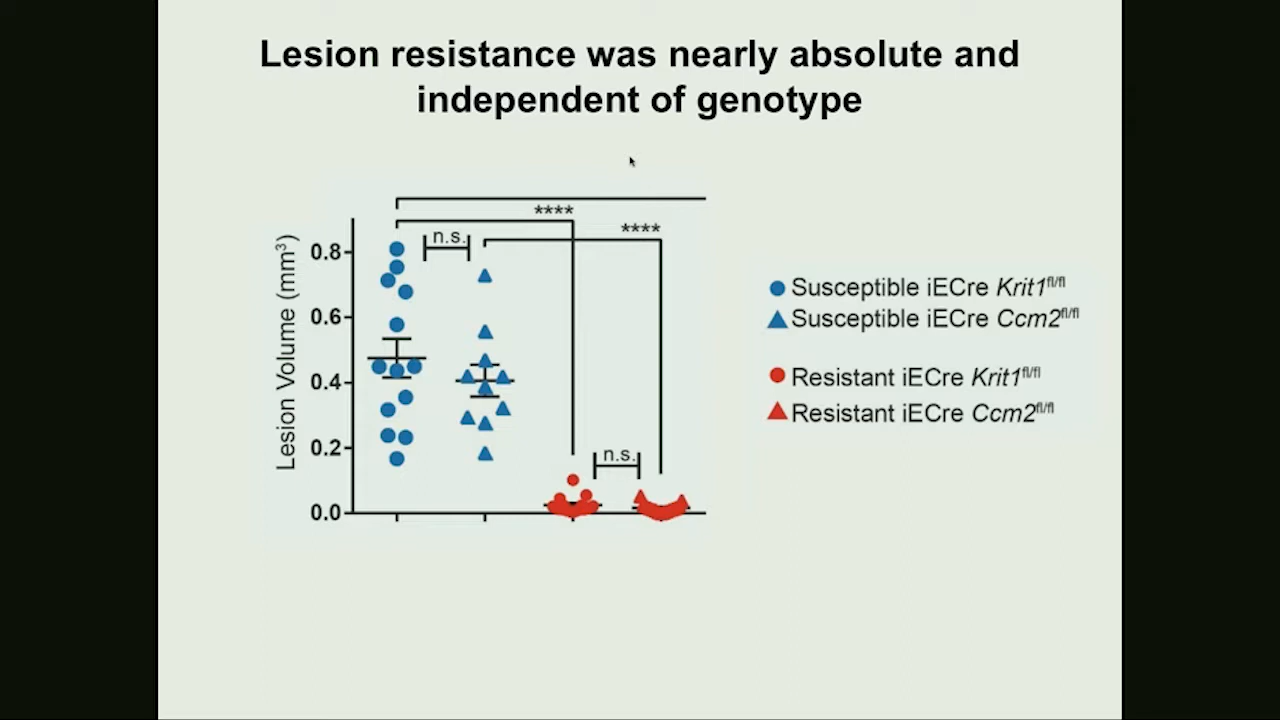 Lesion resistance was nearly absolute and
independent of genotype
****
****
n.s.
Lesion Volume (mm³)
0.8
0.6
0.4
0.2
0.0
n.s.
Susceptible iECre Krit1fl/fl
Susceptible iECre Ccm2fl/fl
Resistant iECre Krit1fl/fl
Resistant iECre Ccm2fl/fl